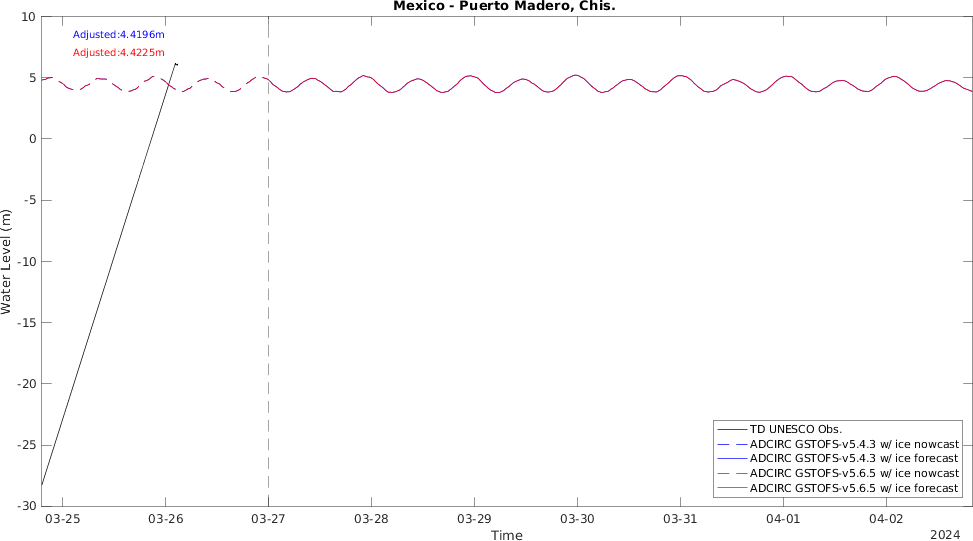 Mexico - Puerto Madero, Chis.
Adjusted:4.4196m
Adjusted:4.4225m
10
5
0
-5
-10
-15
-20
-25
-30
Water Level (m)
TD UNESCO Obs.
ADCIRC GSTOFS-v5.4.3 w/ ice nowcast
ADCIRC GSTOFS-v5.4.3 w/ ice forecast
ADCIRC GSTOFS-v5.6.5 w/ ice nowcast
ADCIRC GSTOFS-v5.6.5 w/ ice forecast
03-25 03-26 03-27 03-28 03-29 03-30 03-31 04-01 04-02
Time
2024